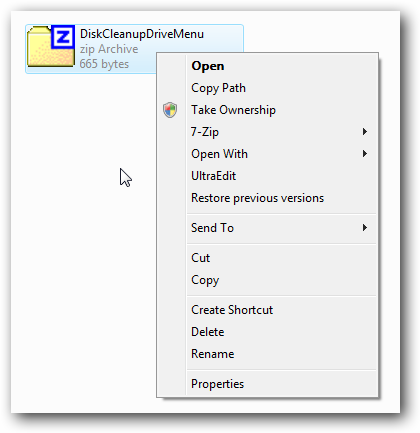 DiskCleanupDriveMenu
zip Archive
665 bytes
Open
Copy Path
Take Ownership
7-Zip
Open With
UltraEdit
Restore previous versions
Send To
Cut
Copy
Create Shortcut
Delete
Rename
Properties